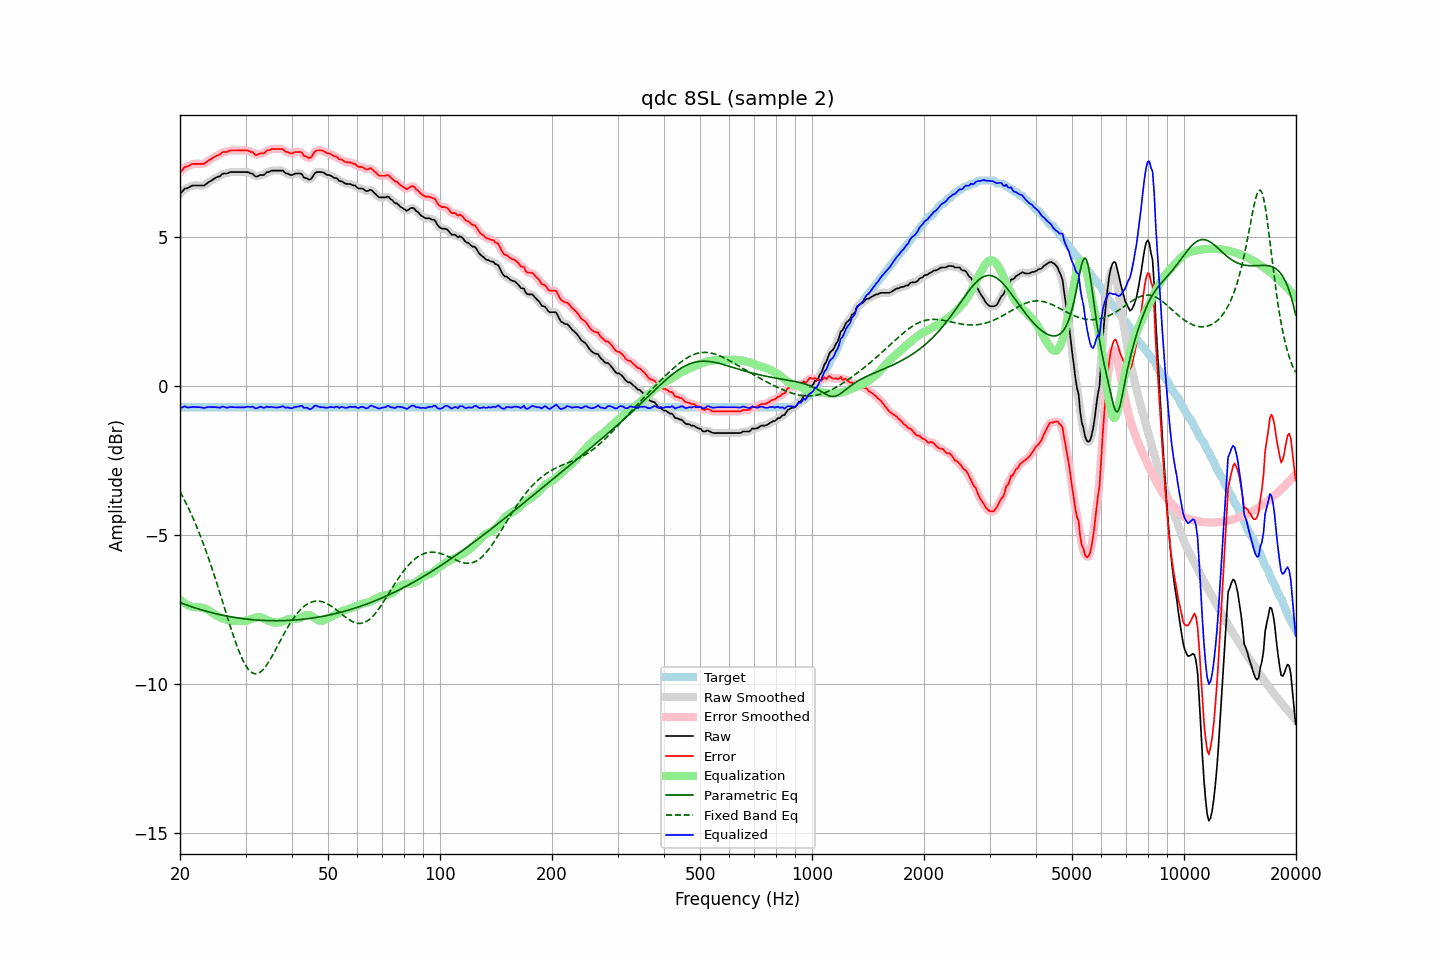 qdc 8SL (sample 2)
Amplitude (dBr)
5
0
−5
−10
−15
Target
Raw Smoothed
Error Smoothed
Raw
Error
Equalization
Parametric Eq
Fixed Band Eq
Equalized
20 50 100 200 500 1000 2000 5000 10000 20000
Frequency (Hz)